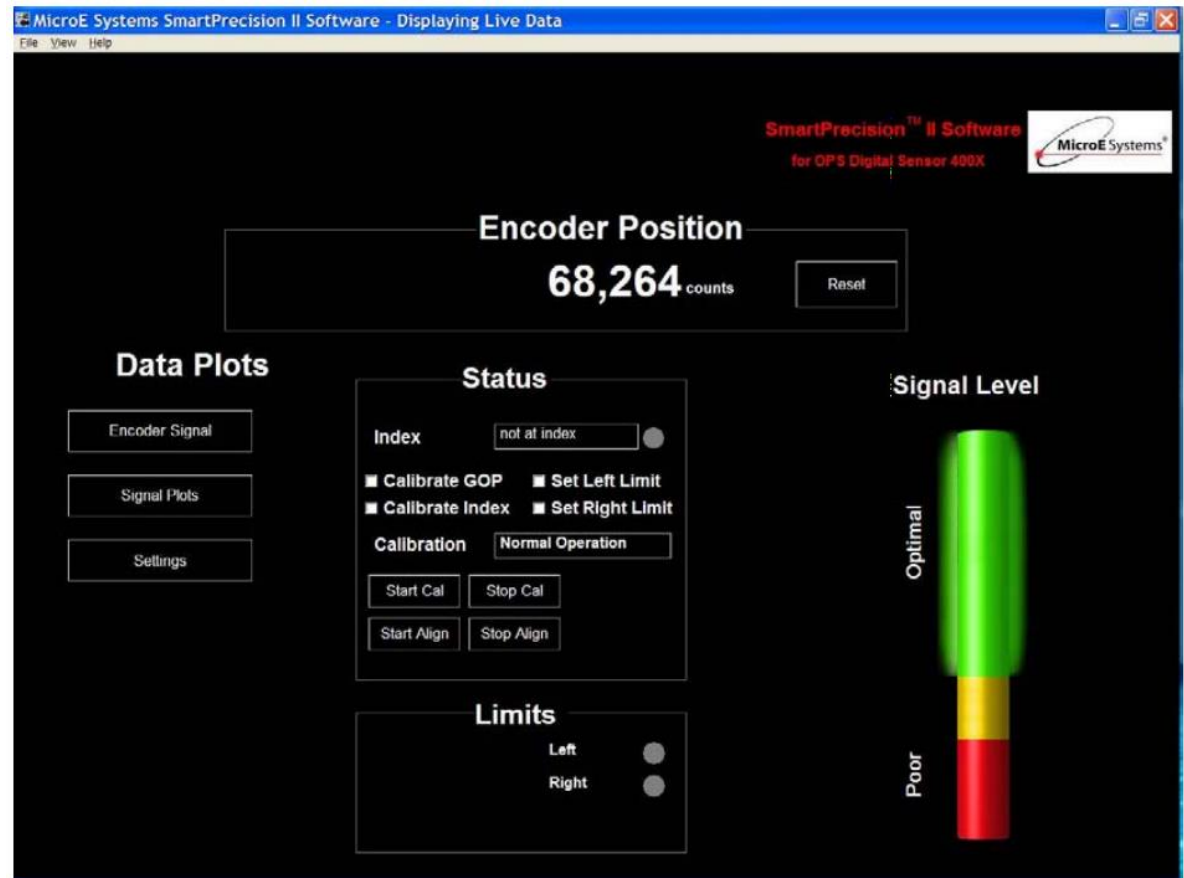 MicroE Systems SmartPrecision II Software - Displaying Live Data
File View Help
SmartPrecision™ II Software
for OPS Digital Sensor 400X
MicroE Systems®
Encoder Position
68,264 counts
Reset
Data Plots
Encoder Signal
Signal Plots
Settings
Status
Index not at index
Calibrate GOP Set Left Limit
Calibrate Index Set Right Limit
Calibration Normal Operation
Start Cal Stop Cal
Start Align Stop Align
Limits
Left
Right
Signal Level
Optimal
Poor